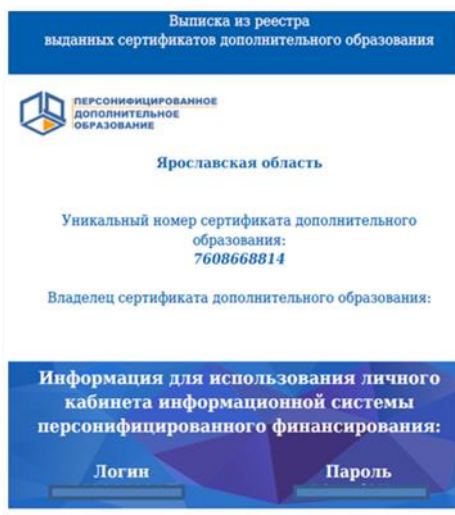 Выписка из реестра
выданных сертификатов дополнительного образования
ПЕРСОНИФИЦИРОВАННОЕ
ДОПОЛНИТЕЛЬНОЕ
ОБРАЗОВАНИЕ
Ярославская область
Уникальный номер сертификата дополнительного
образования:
7608668814
Владелец сертификата дополнительного образования:
Информация для использования личного
кабинета информационной системы
персонифицированного финансирования:
Логин Пароль